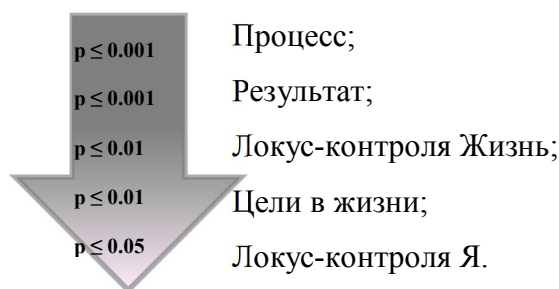 p ≤ 0.001 Процесс;
p ≤ 0.001 Результат;
p ≤ 0.01 Локус-контроля Жизнь;
p ≤ 0.01 Цели в жизни;
p ≤ 0.05 Локус-контроля Я.